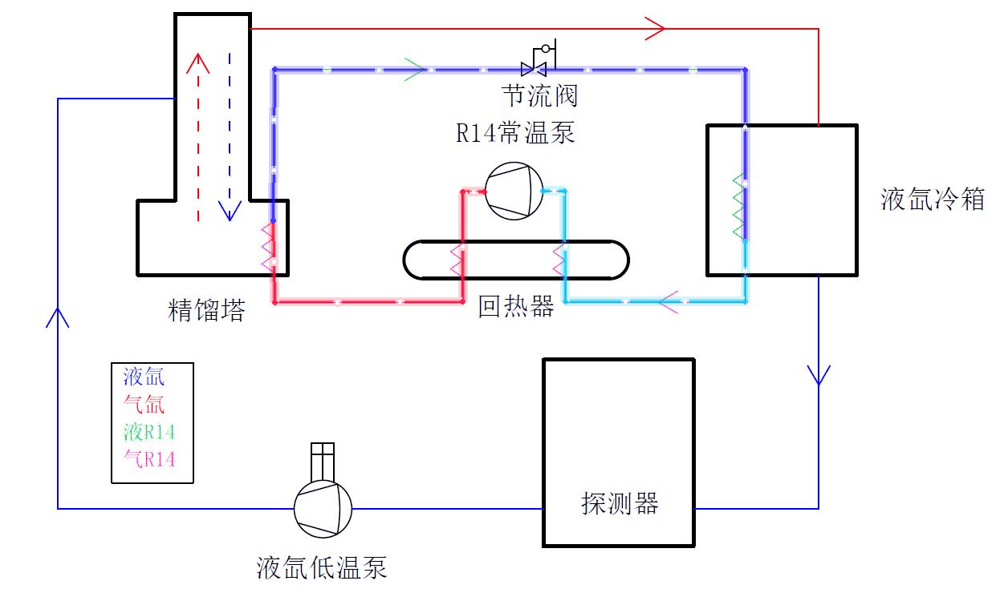 节流阀
R14常温泵
液氙冷箱
精馏塔
回热器
液氙
气氙
液R14
气R14
探测器
液氙低温泵